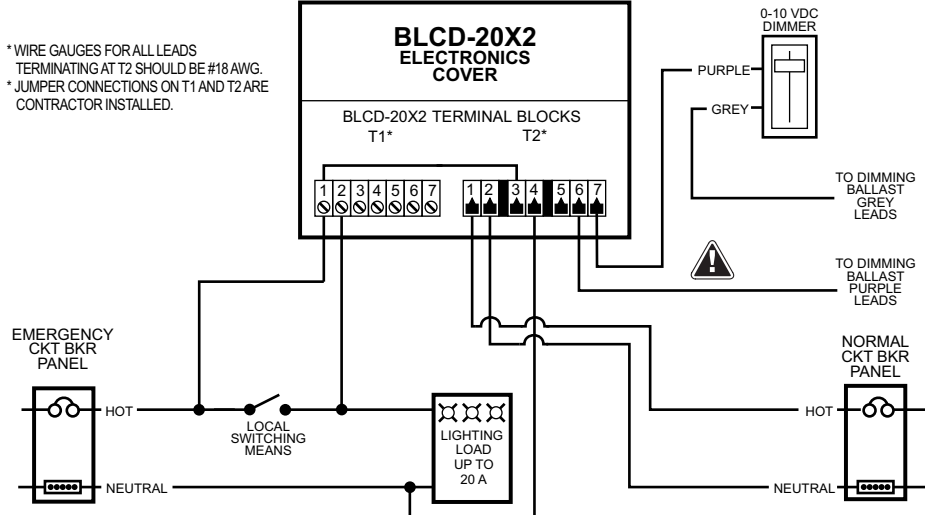 * WIRE GAUGES FOR ALL LEADS
TERMINATING AT T2 SHOULD BE #18 AWG.
* JUMPER CONNECTIONS ON T1 AND T2 ARE
CONTRACTOR INSTALLED.
BLCD-20X2
ELECTRONICS
COVER
BLCD-20X2 TERMINAL BLOCKS
T1* T2*
1 2 3 4 5 6 7 1 2 3 4 5 6 7
0-10 VDC
DIMMER
PURPLE
GREY
TO DIMMING
BALLAST
GREY
LEADS
!
TO DIMMING
BALLAST
PURPLE
LEADS
EMERGENCY
CKT BKR
PANEL
HOT
LOCAL
SWITCHING
MEANS
NEUTRAL
LIGHTING
LOAD
UP TO
20 A
NORMAL
CKT BKR
PANEL
HOT
NEUTRAL